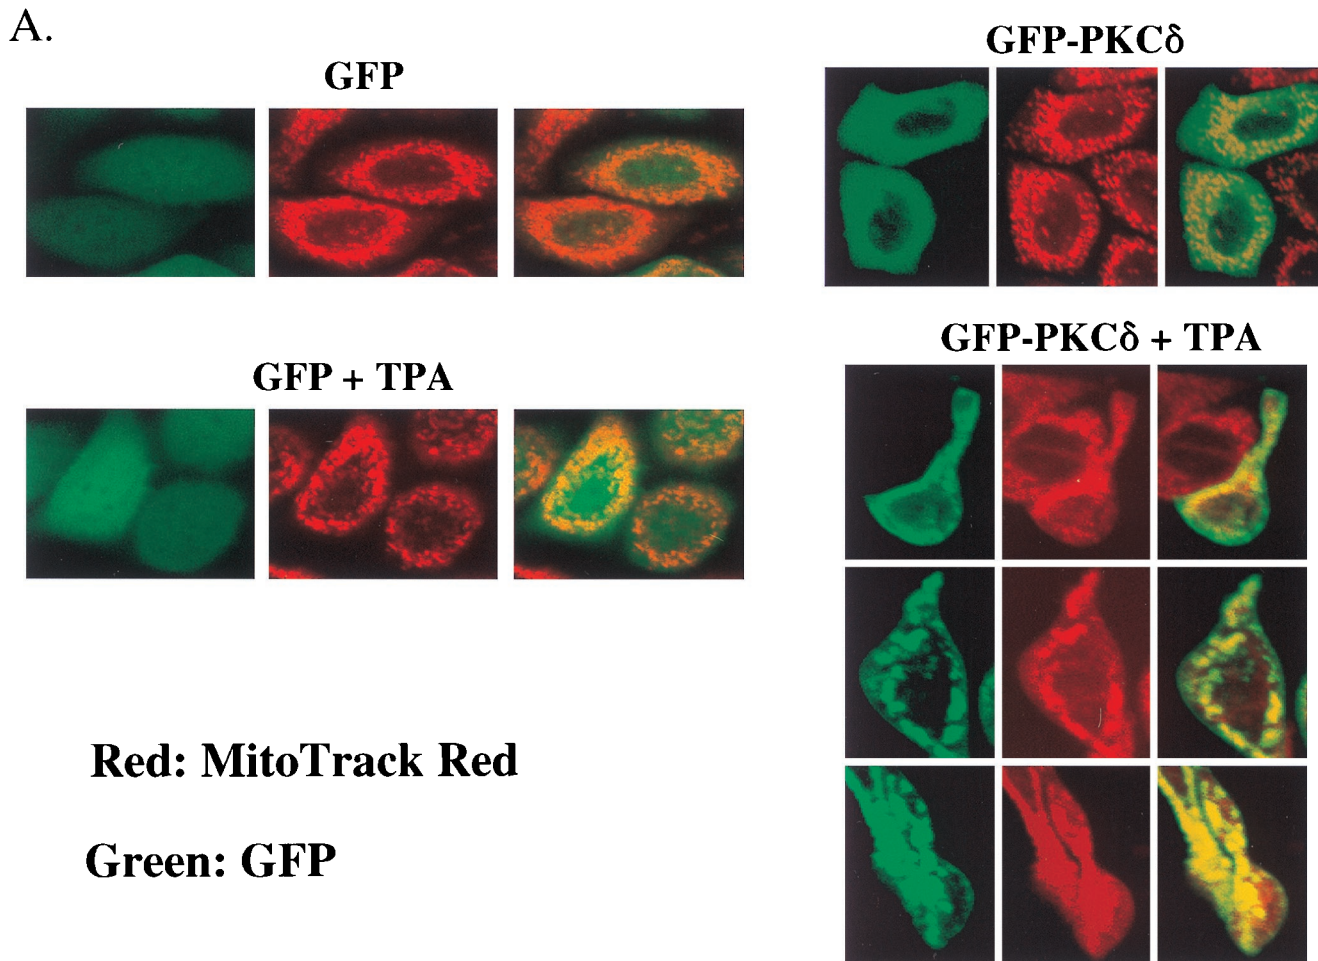 A.
GFP
GFP-PKCδ
GFP + TPA
GFP-PKCδ + TPA
Red: MitoTrack Red
Green: GFP